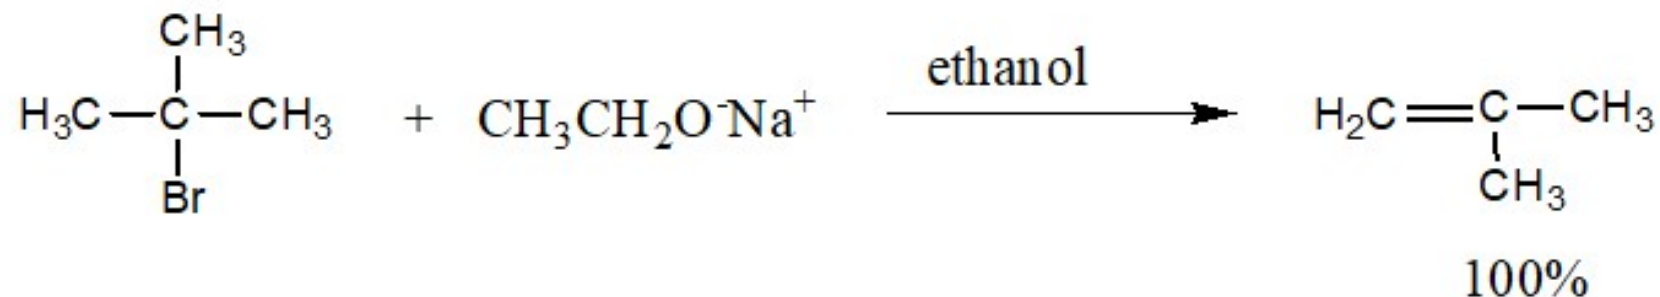 CH₃
ethanol
H₃C—C—CH₃ + CH₃CH₂O⁻Na⁺ H₂C=C—CH₃
Br CH₃
100%